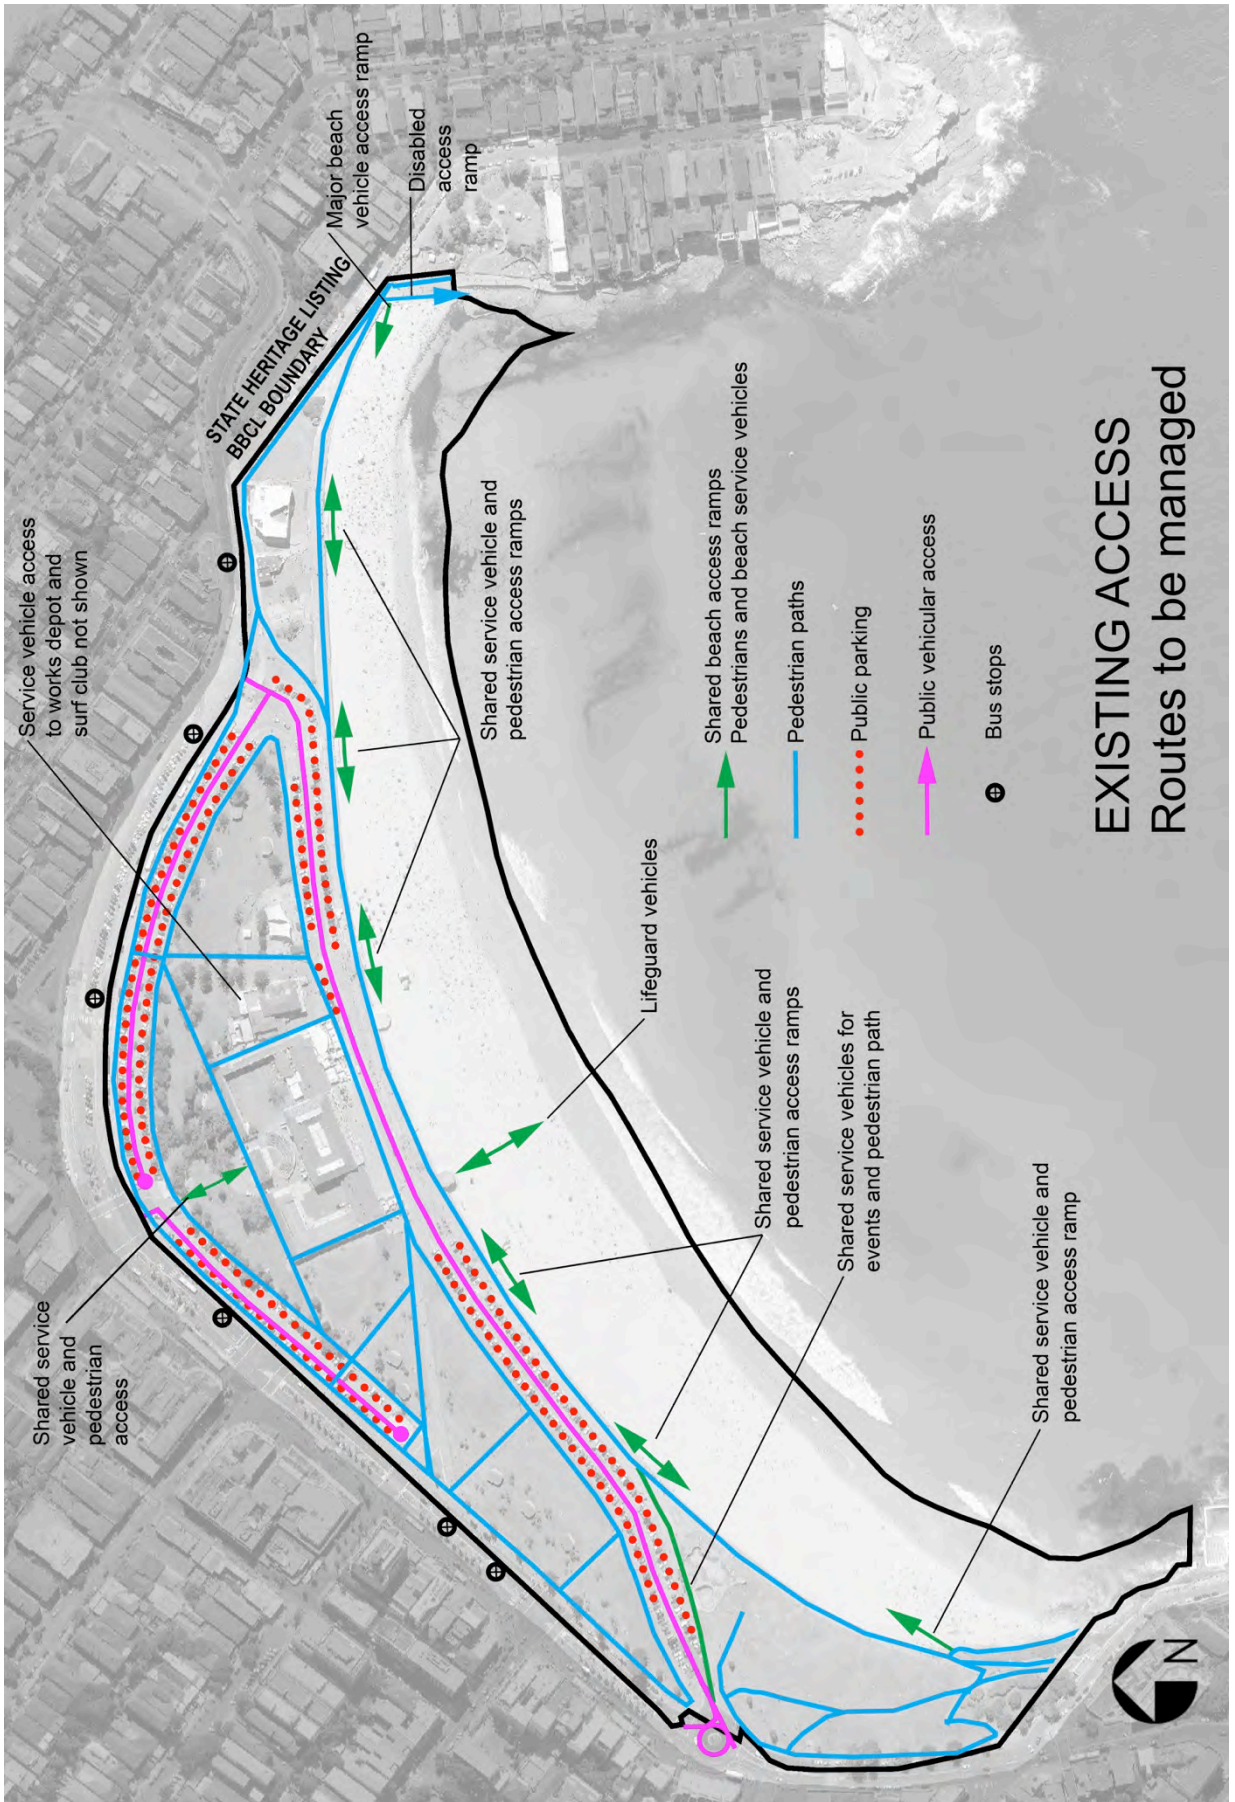 Service vehicle access
to works depot and
surf club not shown
Major beach
vehicle access ramp
Disabled
access
ramp
STATE HERITAGE LISTING
BBCL BOUNDARY
Shared service vehicle and
pedestrian access ramps
Shared service
vehicle and
pedestrian
access
Lifeguard vehicles
Shared service vehicle and
pedestrian access ramps
Shared service vehicles for
events and pedestrian path
Shared service vehicle and
pedestrian access ramp
Shared beach access ramps
Pedestrians and beach service vehicles
Pedestrian paths
Public parking
Public vehicular access
Bus stops
EXISTING ACCESS
Routes to be managed
N